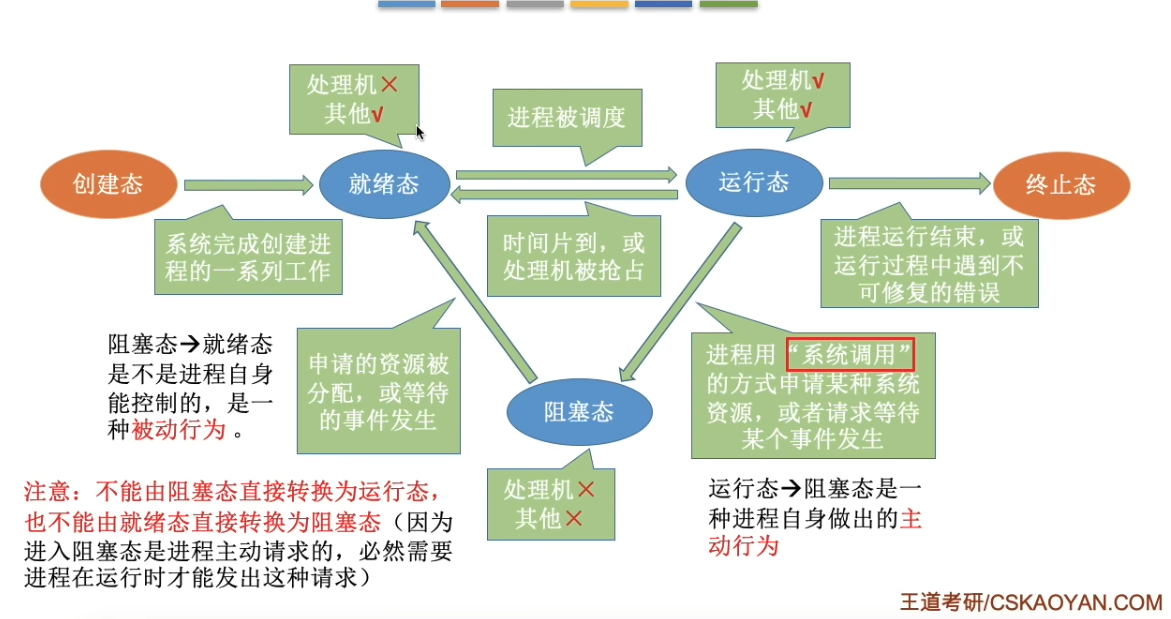 处理机×
其他√
进程被调度
处理机√
其他√
创建态
就绪态
运行态
终止态
系统完成创建进
程的一系列工作
时间片到，或
处理机被抢占
进程运行结束，或
运行过程中遇到不
可修复的错误
阻塞态→就绪态
是不是进程自身
能控制的，是一
种被动行为 。
申请的资源被
分配，或等待
的事件发生
阻塞态
进程用“系统调用”
的方式申请某种系统
资源，或者请求等待
某个事件发生
处理机×
其他×
注意：不能由阻塞态直接转换为运行态，
也不能由就绪态直接转换为阻塞态（因为
进入阻塞态是进程主动请求的，必然需要
进程在运行时才能发出这种请求）
运行态→阻塞态是一
种进程自身做出的主
动行为
王道考研/CSKAOYAN.COM